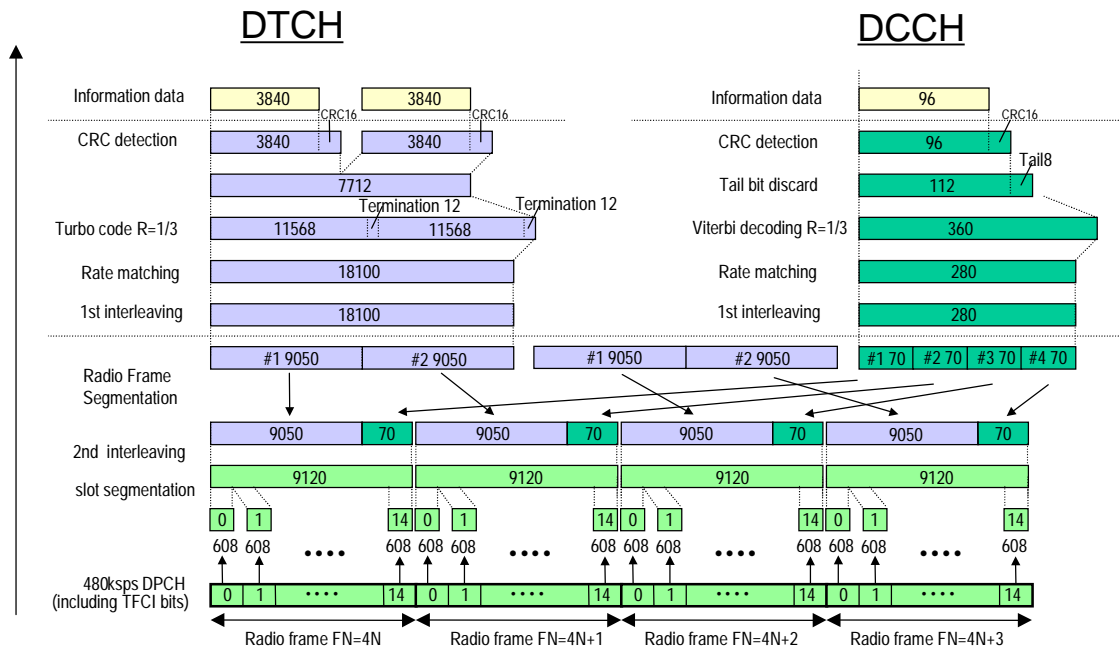 DTCH DCCH
Information data 3840 3840 Information data 96
CRC16 CRC16 CRC16
CRC detection 3840 3840 CRC detection 96
Tail8
7712 Tail bit discard 112
Termination 12 Termination 12
Turbo code R=1/3 11568 11568 Viterbi decoding R=1/3 360
Rate matching 18100 Rate matching 280
1st interleaving 18100 1st interleaving 280
#1 9050 #2 9050 #1 9050 #2 9050 #1 70 #2 70 #3 70 #4 70
Radio Frame
Segmentation
9050 70 9050 70 9050 70 9050 70
2nd interleaving
slot segmentation 9120 9120 9120 9120
0 1 14 0 1 14 0 1 14 0 1 14
608 608 •••• 608 608 608 •••• 608 608 608 •••• 608 608 608 •••• 608
480ksps DPCH
(including TFCI bits)
0 1 •••• 14 0 1 •••• 14 0 1 •••• 14 0 1 •••• 14
Radio frame FN=4N Radio frame FN=4N+1 Radio frame FN=4N+2 Radio frame FN=4N+3